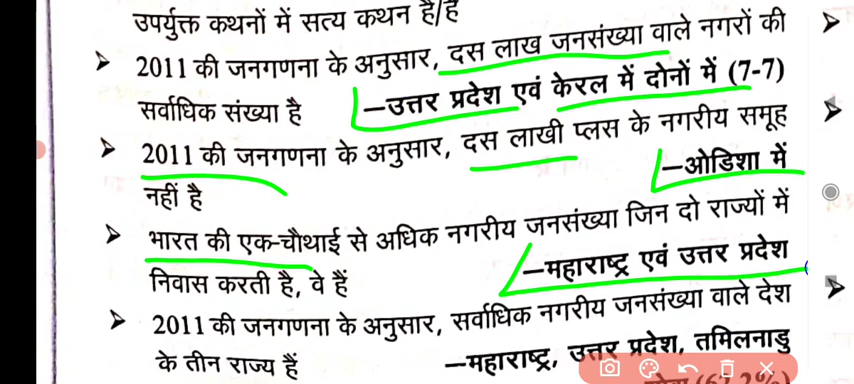 उपर्युक्त कथनों में सत्य कथन है/हैं
➤ 2011 की जनगणना के अनुसार, दस लाख जनसंख्या वाले नगरों की
सर्वाधिक संख्या है –उत्तर प्रदेश एवं केरल में दोनों में (7-7)
➤ 2011 की जनगणना के अनुसार, दस लाखी प्लस के नगरीय समूह
नहीं है –ओडिशा में
➤ भारत की एक-चौथाई से अधिक नगरीय जनसंख्या जिन दो राज्यों में
निवास करती है, वे हैं –महाराष्ट्र एवं उत्तर प्रदेश
➤ 2011 की जनगणना के अनुसार, सर्वाधिक नगरीय जनसंख्या वाले देश
के तीन राज्य हैं –महाराष्ट्र, उत्तर प्रदेश, तमिलनाडु